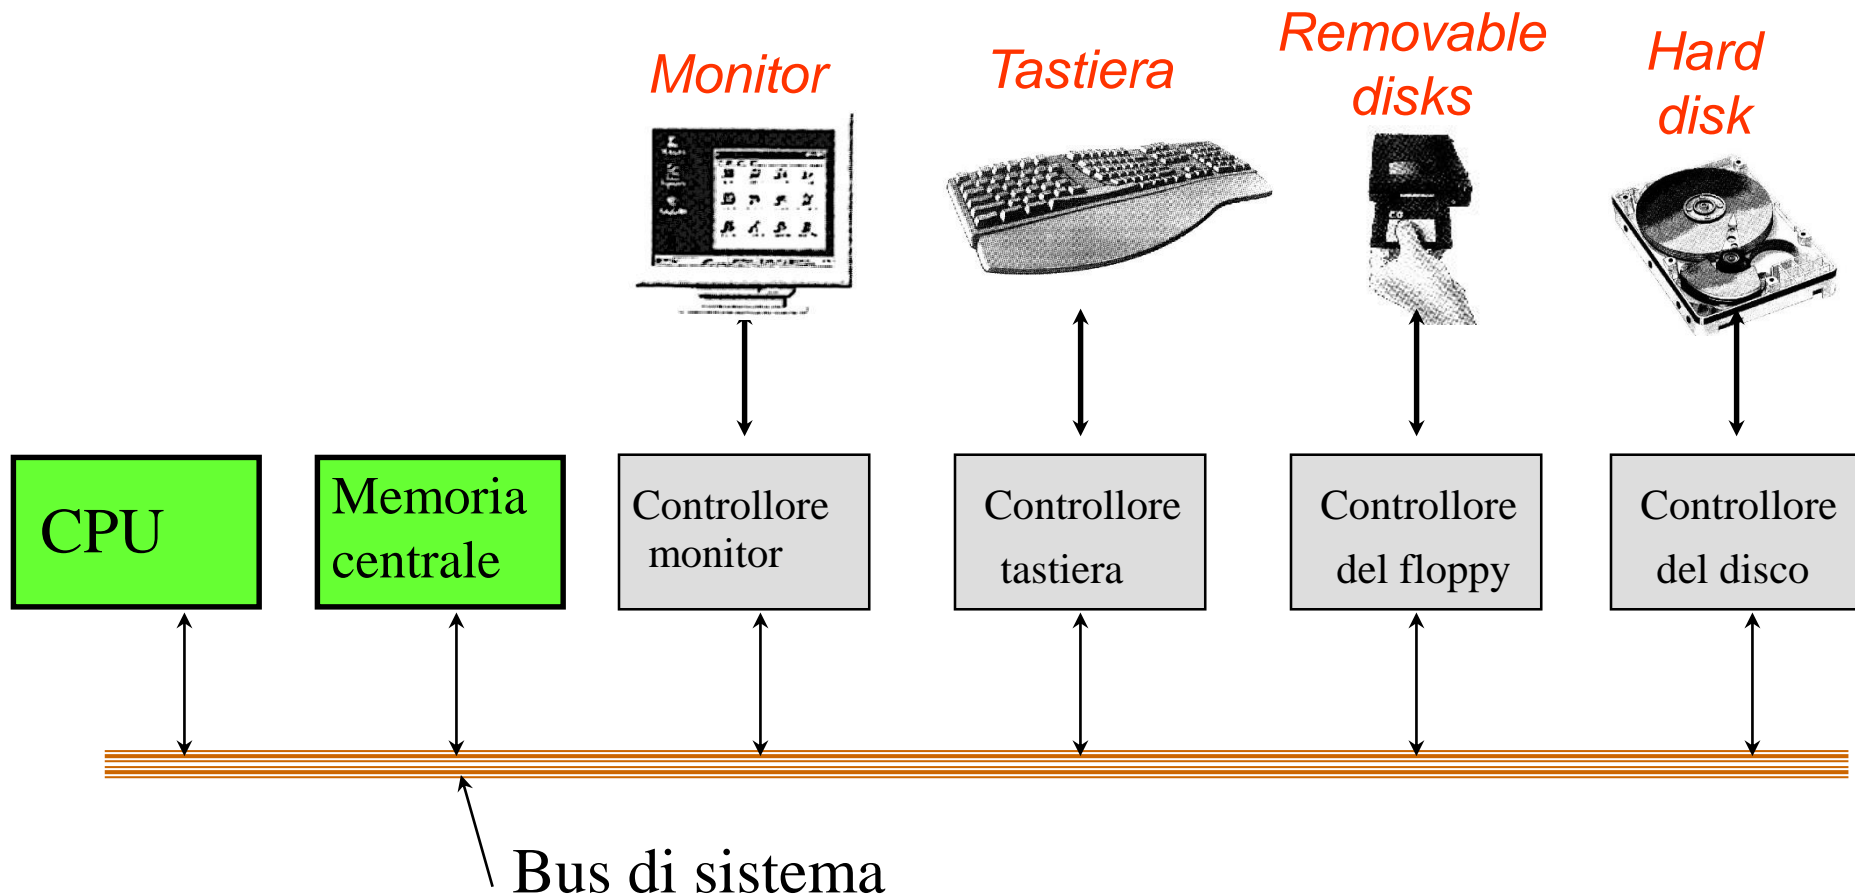 Monitor
Tastiera
Removable
disks
Hard
disk
CPU
Memoria
centrale
Controllore
monitor
Controllore
tastiera
Controllore
del floppy
Controllore
del disco
Bus di sistema